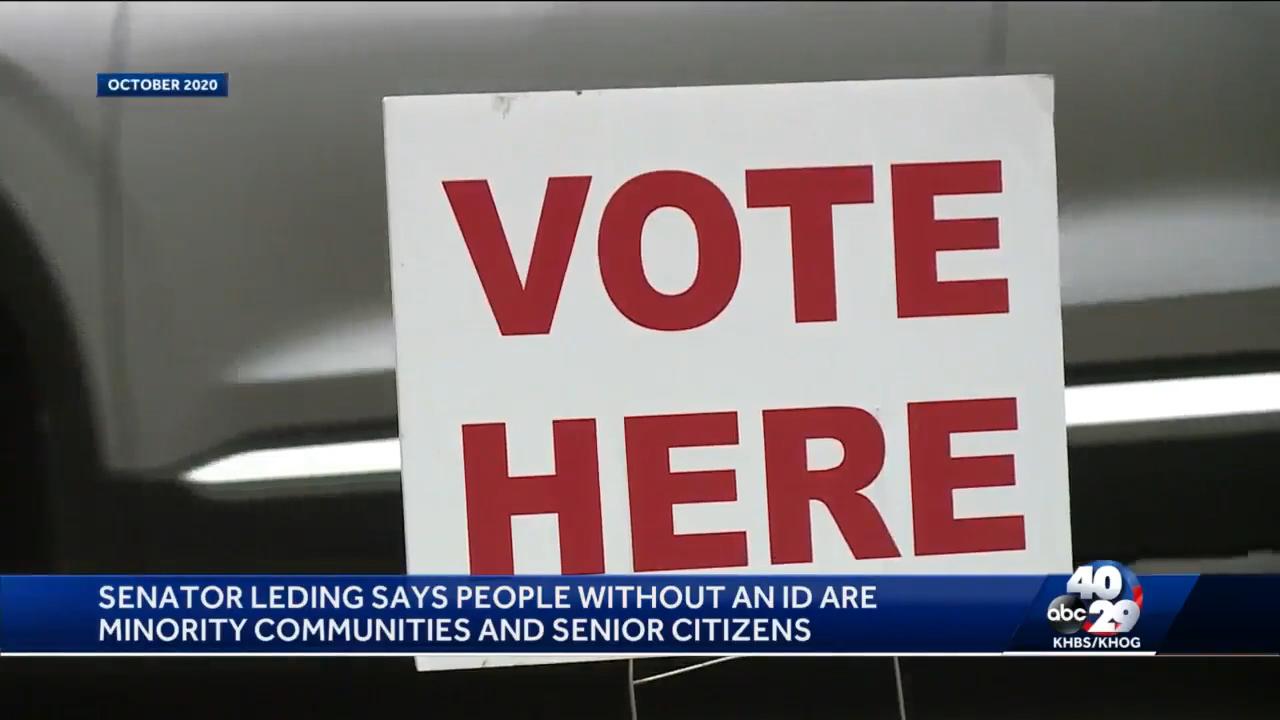 OCTOBER 2020
VOTE
HERE
SENATOR LEDING SAYS PEOPLE WITHOUT AN ID ARE
MINORITY COMMUNITIES AND SENIOR CITIZENS
40
abc 29
KHBS/KHOG